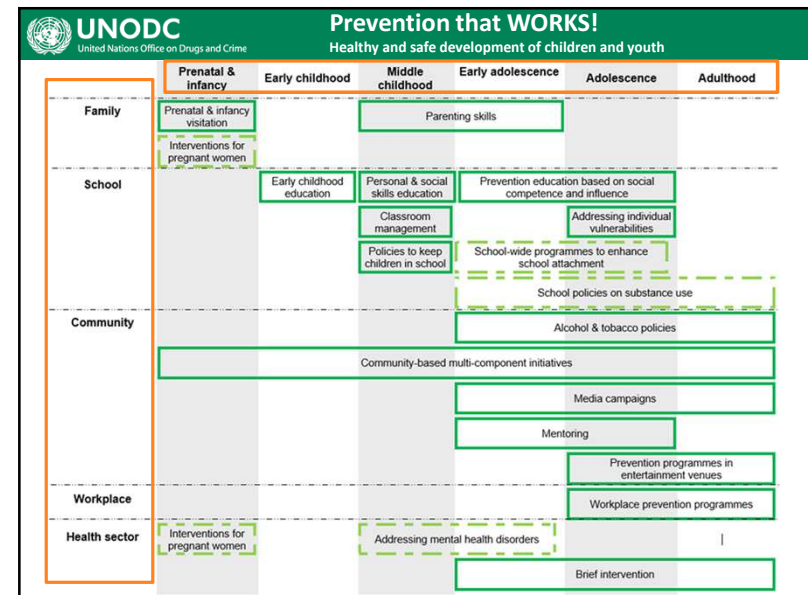 UNODC
United Nations Office on Drugs and Crime
Prevention that WORKS!
Healthy and safe development of children and youth
Prenatal &
infancy
Early childhood
Middle
childhood
Early adolescence
Adolescence
Adulthood
Family
Prenatal & infancy
visitation
Parenting skills
Interventions for
pregnant women
School
Early childhood
education
Personal & social
skills education
Prevention education based on social
competence and influence
Classroom
management
Addressing individual
vulnerabilities
Policies to keep
children in school
School-wide programmes to enhance
school attachment
School policies on substance use
Community
Alcohol & tobacco policies
Community-based multi-component initiatives
Media campaigns
Mentoring
Prevention programmes in
entertainment venues
Workplace
Workplace prevention programmes
Health sector
Interventions for
pregnant women
Addressing mental health disorders
Brief intervention